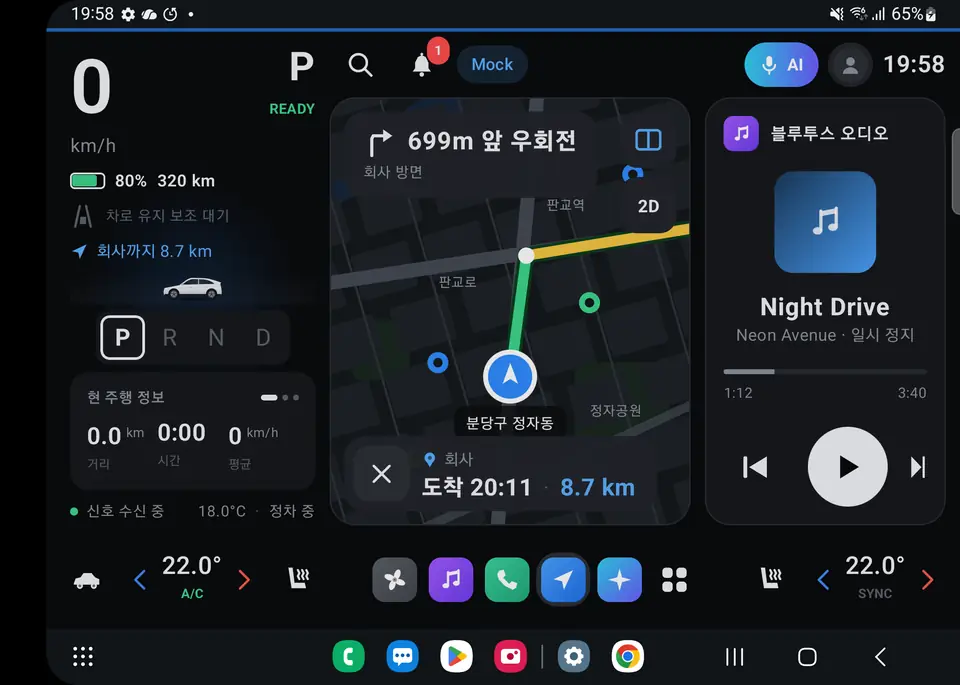 19:58
65%
0
P
READY
km/h
80% 320 km
차로 유지 보조 대기
회사까지 8.7 km
P R N D
현 주행 정보
0.0 km 0:00 0 km/h
거리 시간 평균
신호 수신 중 18.0°C · 정차 중
1
Mock
AI
19:58
699m 앞 우회전
회사 방면
판교역
2D
판교로
정자공원
분당구 정자동
회사
도착 20:11 · 8.7 km
블루투스 오디오
Night Drive
Neon Avenue · 일시 정지
1:12 3:40
22.0°
A/C
22.0°
SYNC